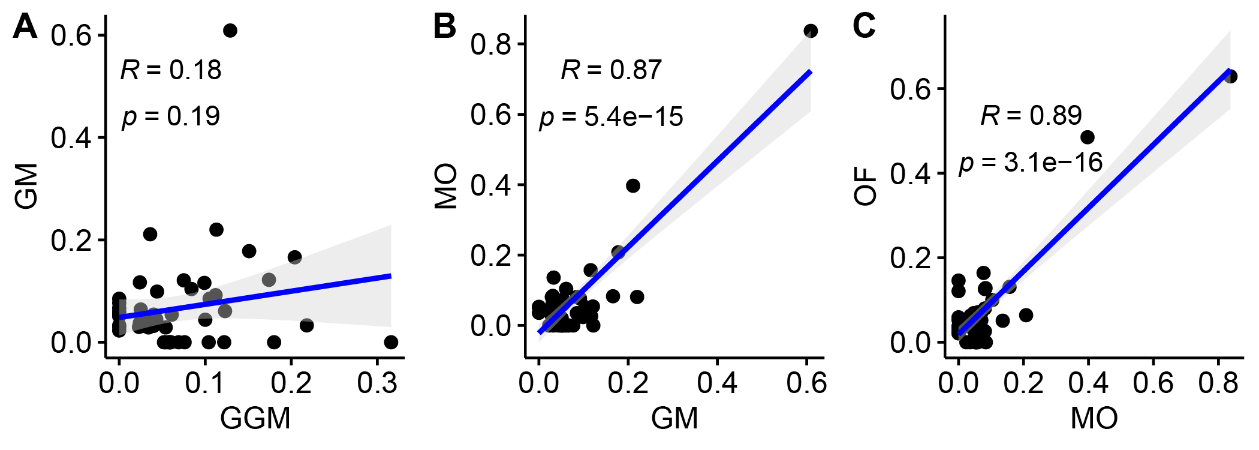 A
0.6
0.4
0.2
0.0
GM
R = 0.18
p = 0.19
0.0 0.1 0.2 0.3
GGM
B
0.8
0.6
0.4
0.2
0.0
MO
R = 0.87
p = 5.4e−15
0.0 0.2 0.4 0.6
GM
C
0.6
0.4
0.2
0.0
OF
R = 0.89
p = 3.1e−16
0.0 0.2 0.4 0.6 0.8
MO